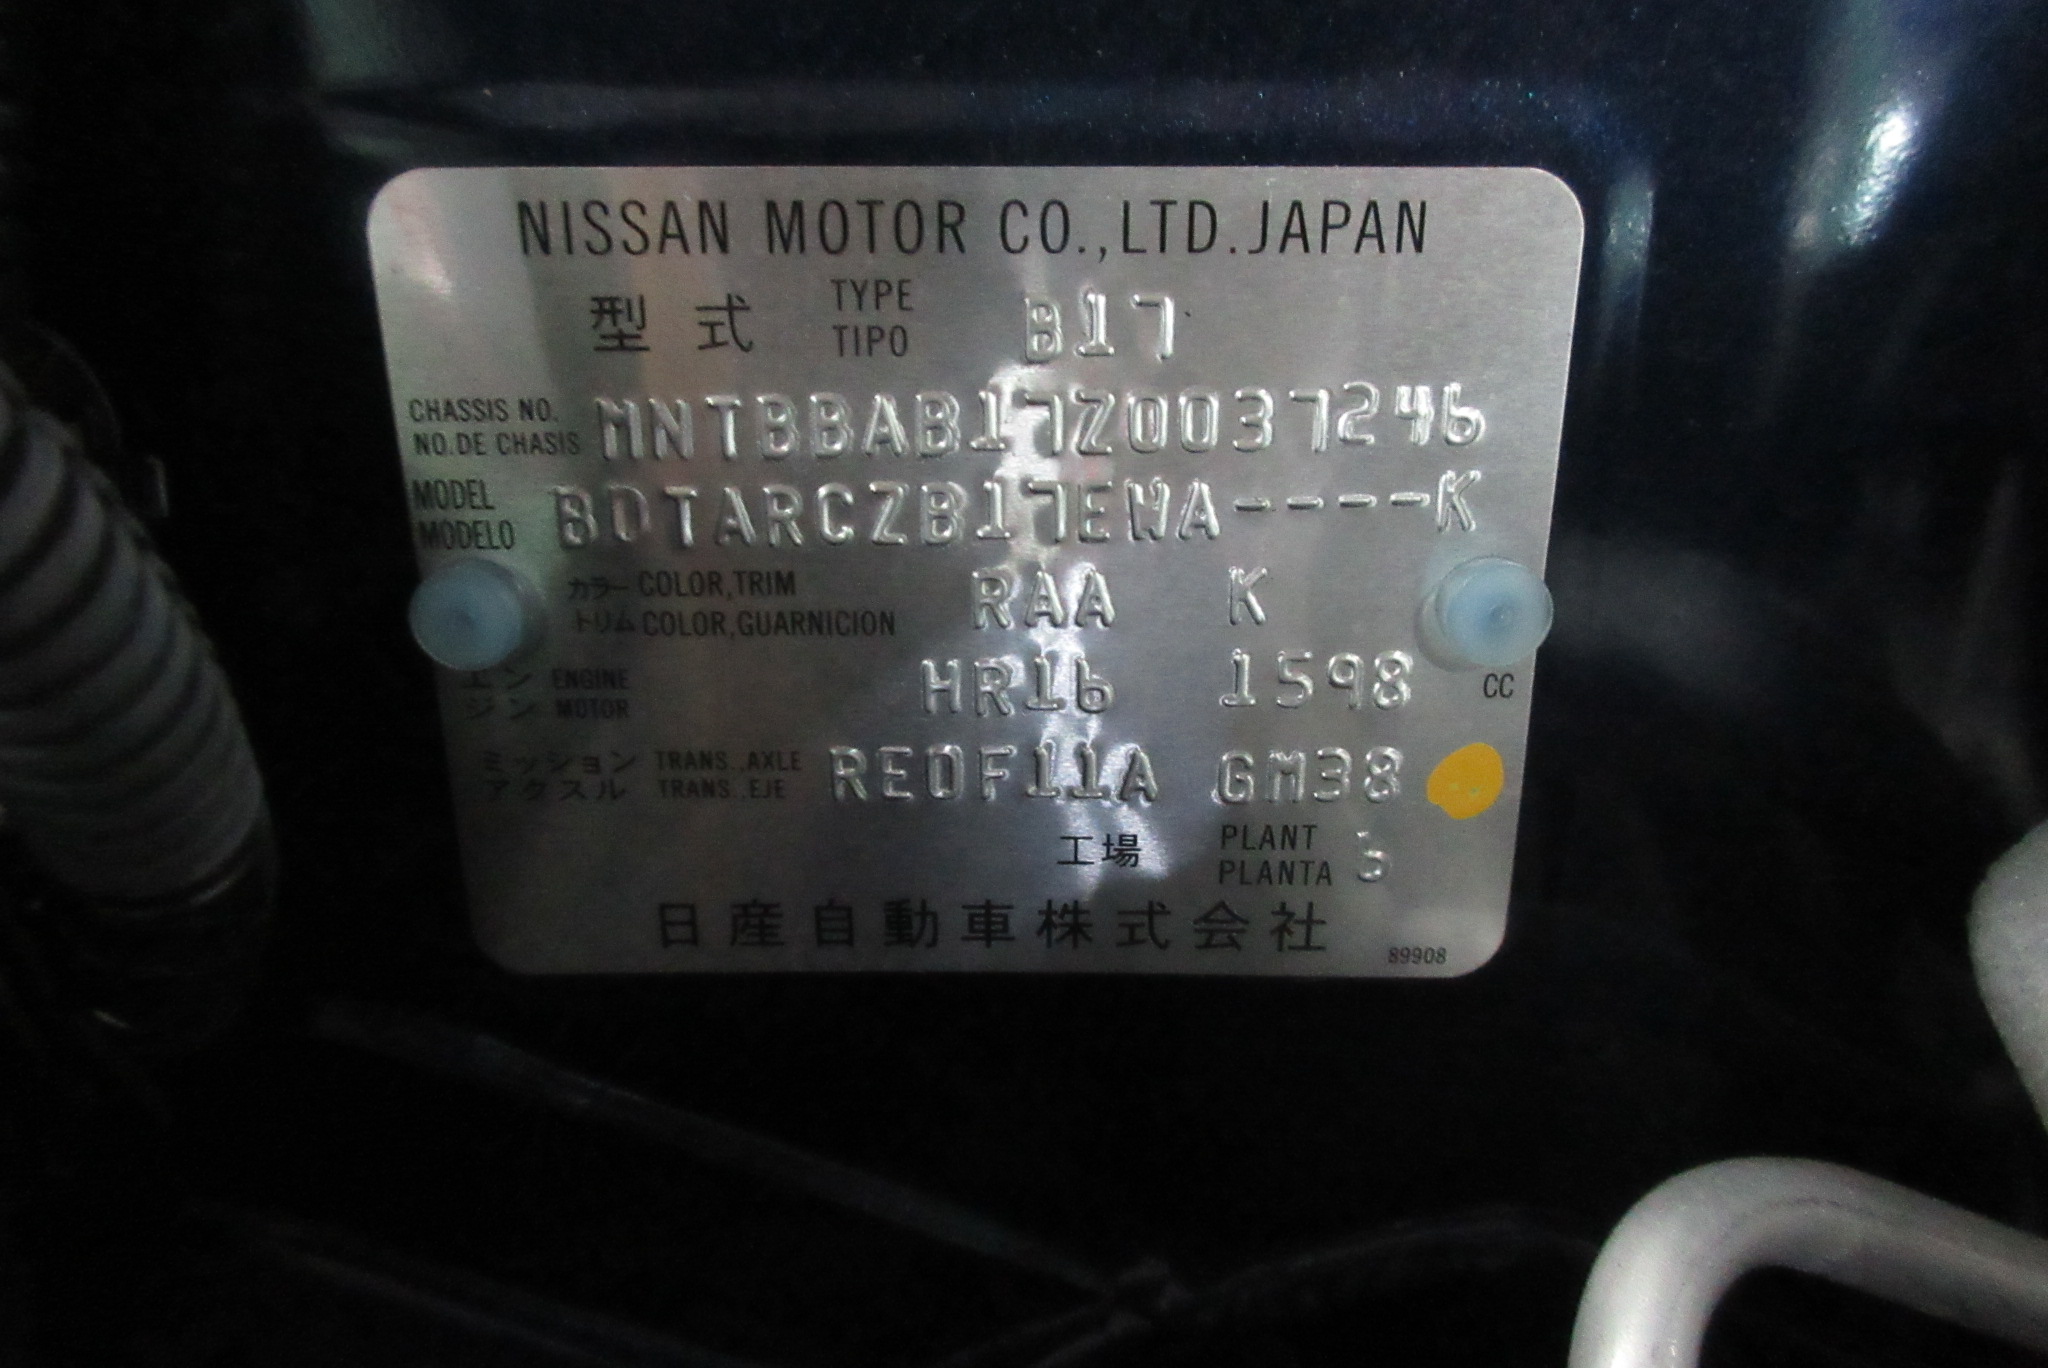 NISSAN MOTOR CO.,LTD.JAPAN
型式 TYPE B17
TIPO
CHASSIS NO. MNTBBAB17Z0037246
NO.DE CHASIS
MODEL BDTARCZB17EWA----K
MODELO
カラー COLOR,TRIM RAA K
トリム COLOR,GUARNICION
エン ENGINE HR16 1598 CC
ジン MOTOR
ミッション TRANS.,AXLE RE0F11A GM38
アクスル TRANS.,EJE
工場 PLANT
PLANTA
日産自動車株式会社
89908